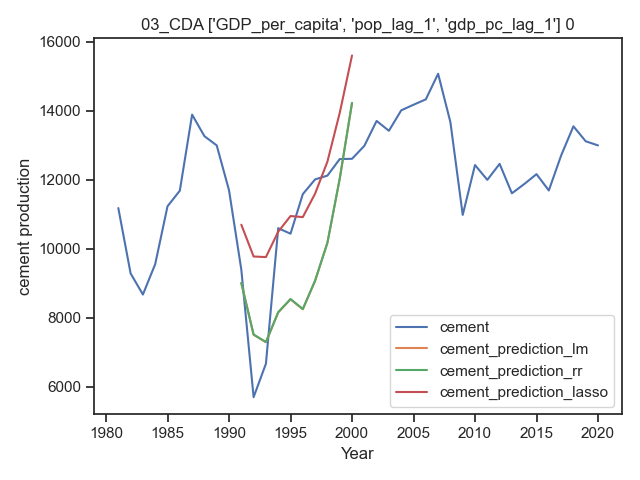 03_CDA ['GDP_per_capita', 'pop_lag_1', 'gdp_pc_lag_1'] 0
16000
14000
12000
10000
8000
6000
cement production
1980
1985
1990
1995
2000
2005
2010
2015
2020
Year
cement
cement_prediction_lm
cement_prediction_rr
cement_prediction_lasso